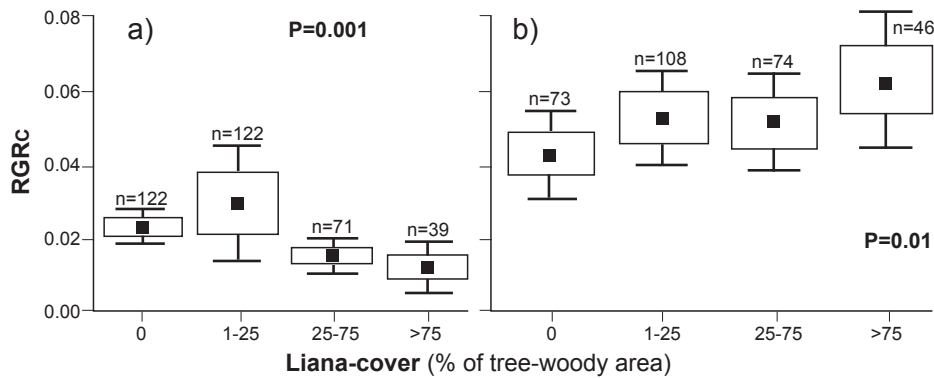 0.08
0.06
0.04
0.02
0.00
RGRc
a)
P=0.001
n=122
n=122
n=71
n=39
0
1-25
25-75
>75
b)
n=73
n=108
n=74
n=46
P=0.01
0
1-25
25-75
>75
Liana-cover (% of tree-woody area)